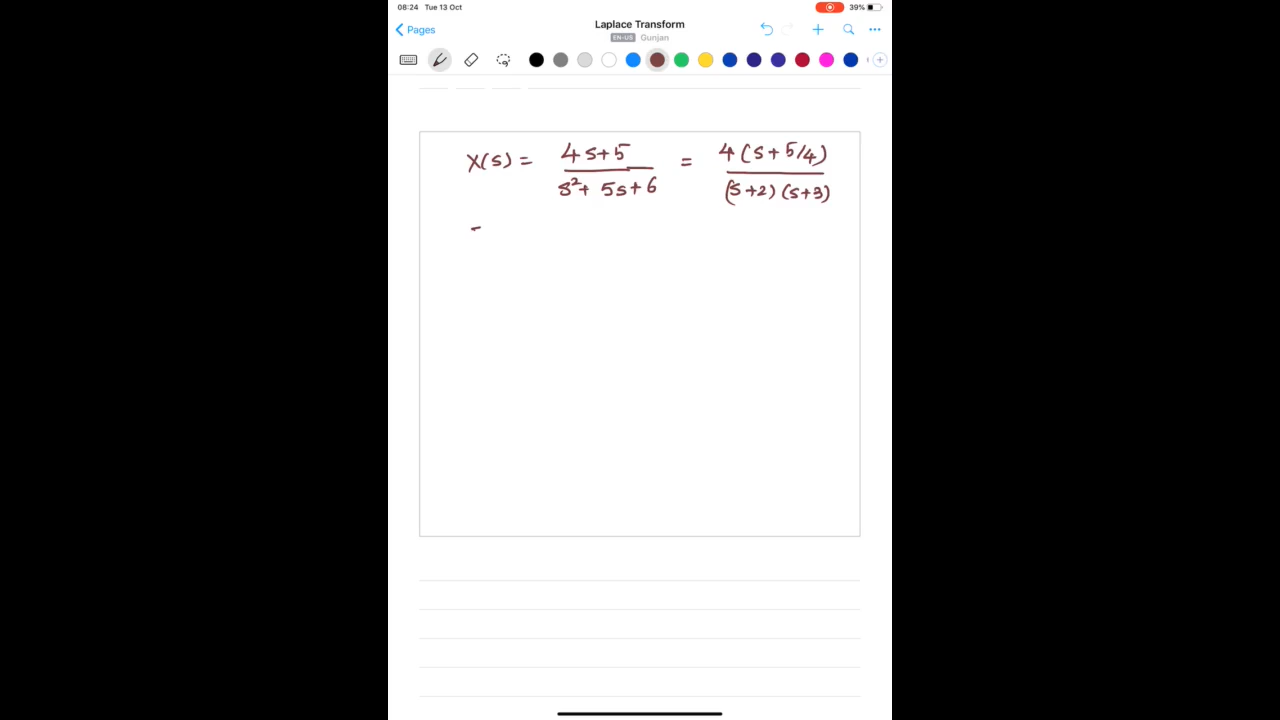 08:24 Tue 13 Oct 39%
Pages
Laplace Transform
EN-US Gunjan
X(s) = 4s+5 / s²+ 5s+6 = 4(s+5/4) / (s+2)(s+3)
=